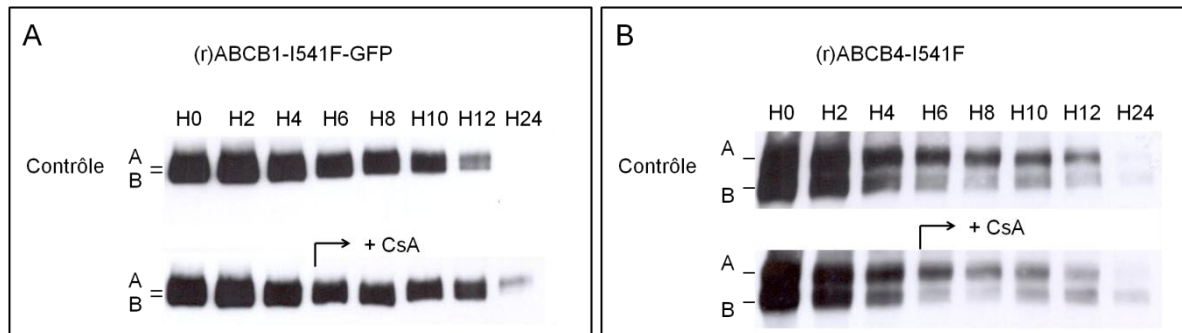 A
(r)ABCB1-I541F-GFP
H0 H2 H4 H6 H8 H10 H12 H24
Contrôle
A
B
+ CsA
A
B
B
(r)ABCB4-I541F
H0 H2 H4 H6 H8 H10 H12 H24
Contrôle
A
B
+ CsA
A
B